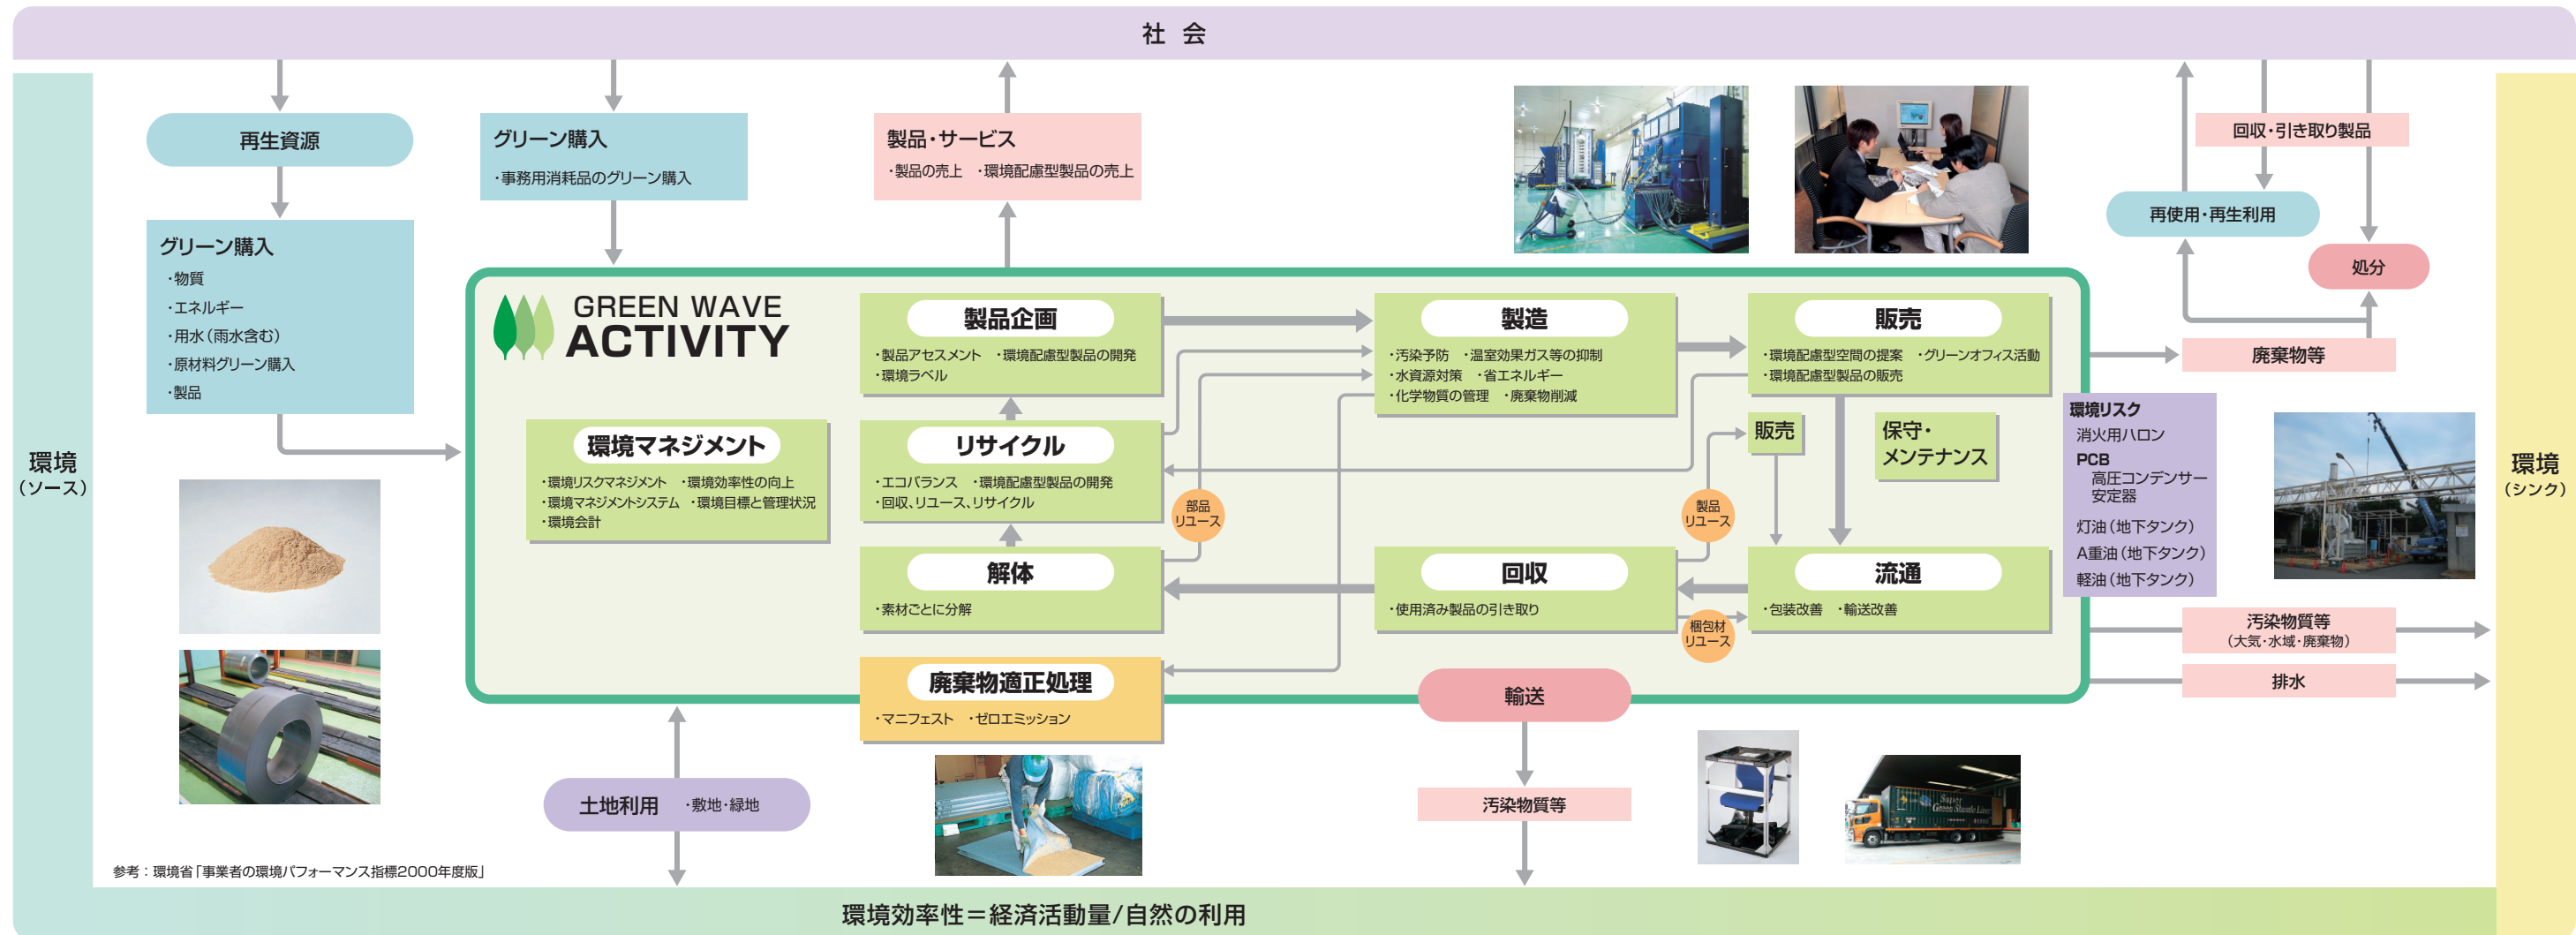 社 会
環境
（ソース）
再生資源
グリーン購入
・物質
・エネルギー
・用水（雨水含む）
・原材料グリーン購入
・製品
グリーン購入
・事務用消耗品のグリーン購入
製品・サービス
・製品の売上 ・環境配慮型製品の売上
回収・引き取り製品
再使用・再生利用
処分
廃棄物等
GREEN WAVE
ACTIVITY
製品企画
・製品アセスメント ・環境配慮型製品の開発
・環境ラベル
製造
・汚染予防 ・温室効果ガス等の抑制
・水資源対策 ・省エネルギー
・化学物質の管理 ・廃棄物削減
販売
・環境配慮型空間の提案 ・グリーンオフィス活動
・環境配慮型製品の販売
環境マネジメント
・環境リスクマネジメント ・環境効率性の向上
・環境マネジメントシステム ・環境目標と管理状況
・環境会計
リサイクル
・エコバランス ・環境配慮型製品の開発
・回収、リユース、リサイクル
部品
リユース
製品
リユース
販売
保守・
メンテナンス
解体
・素材ごとに分解
回収
・使用済み製品の引き取り
梱包材
リユース
流通
・包装改善 ・輸送改善
廃棄物適正処理
・マニフェスト ・ゼロエミッション
環境リスク
消火用ハロン
PCB
高圧コンデンサー
安定器
灯油（地下タンク）
A重油（地下タンク）
軽油（地下タンク）
汚染物質等
（大気・水域・廃棄物）
排水
環境
（シンク）
輸送
汚染物質等
土地利用 ・敷地・緑地
Super
Green Shuttle Liner
参考：環境省「事業者の環境パフォーマンス指標2000年度版」
環境効率性＝経済活動量/自然の利用